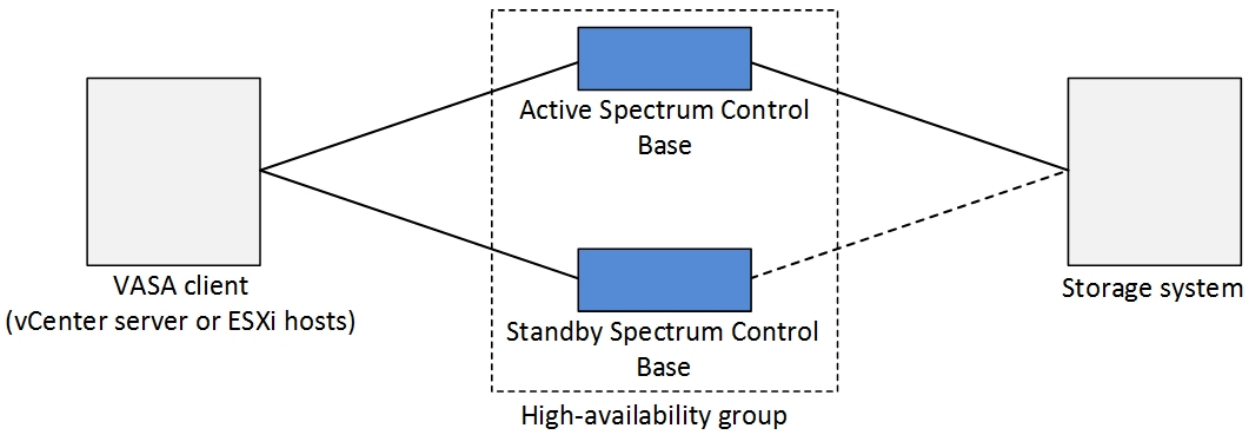 Active Spectrum Control
Base
VASA client
(vCenter server or ESXi hosts)
Storage system
Standby Spectrum Control
Base
High-availability group